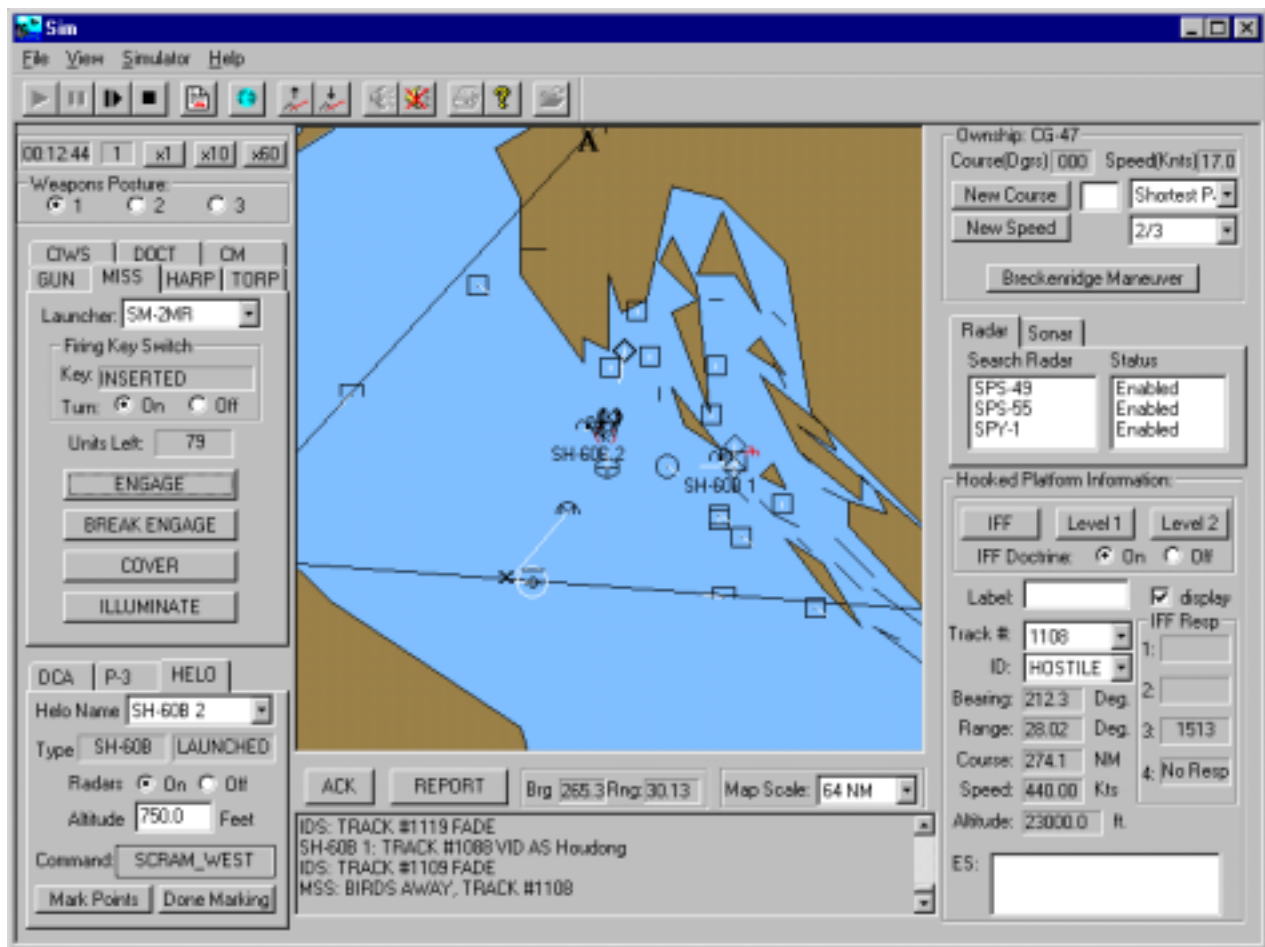 Sim
File View Simulator Help
00:12:44 1 x1 x10 x60
Weapons Posture:
1 2 3
CIWS DOCT CM
GUN MISS HARP TORP
Launcher: SM-2MR
Firing Key Switch
Key: INSERTED
Turn: On Off
Units Left: 79
ENGAGE
BREAK ENGAGE
COVER
ILLUMINATE
DCA P-3 HELO
Helo Name SH-60B 2
Type SH-60B LAUNCHED
Radars On Off
Altitude 750.0 Feet
Command: SCRAM_WEST
Mark Points Done Marking
A
SH-60B 2
SH-60B 1
ACK REPORT Brg 265.3 Rng: 30.13 Map Scale: 64 NM
IDS: TRACK #1119 FADE
SH-60B 1: TRACK #1088 VID AS Houdong
IDS: TRACK #1109 FADE
MSS: BIRDS AWAY, TRACK #1108
Ownship: CG-47
Course(Dgrs) 000 Speed(Knts) 17.0
New Course Shortest P
New Speed 2/3
Breckenridge Maneuver
Radar Sonar
Search Radar Status
SPS-49 Enabled
SPS-55 Enabled
SPY-1 Enabled
Hooked Platform Information:
IFF Level 1 Level 2
IFF Doctrine: On Off
Label: display
Track #: 1108
ID: HOSTILE
Bearing: 212.3 Deg.
Range: 28.02 Deg.
Course: 274.1 NM
Speed: 440.00 Kts
Altitude: 23000.0 ft.
IFF Resp
1:
2:
3: 1513
4: No Resp
ES: